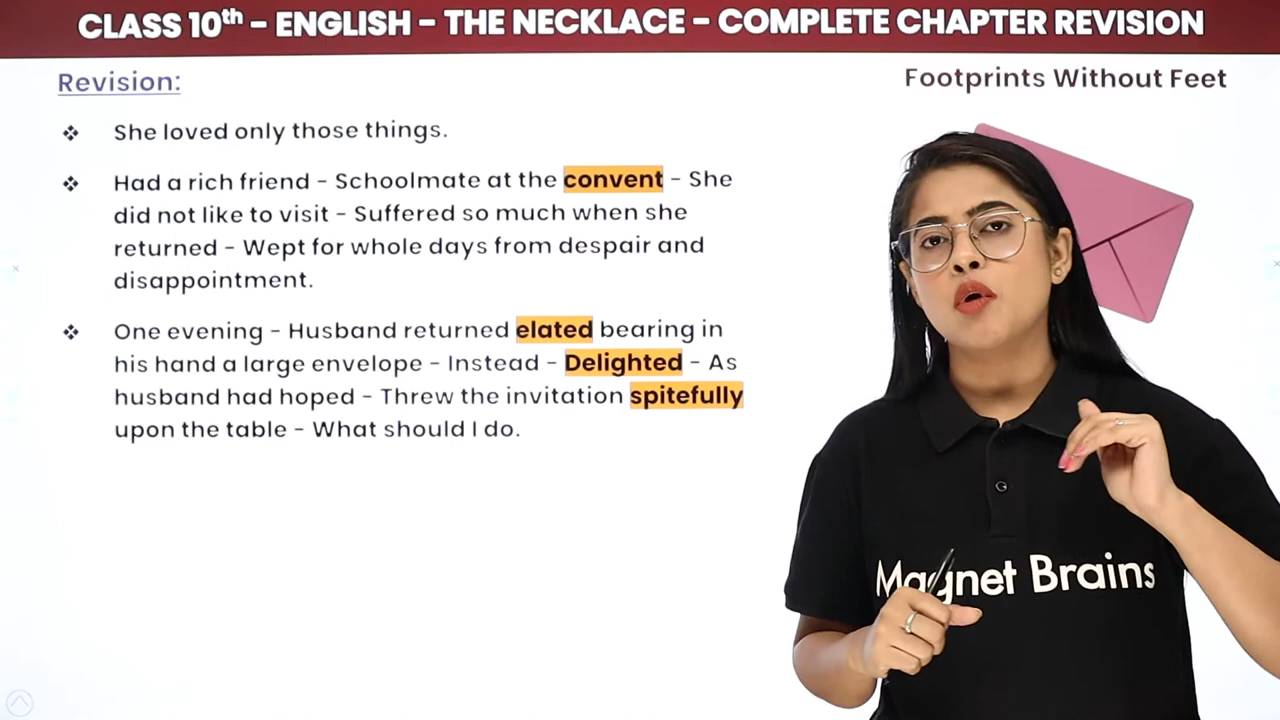 CLASS 10th – ENGLISH – THE NECKLACE – COMPLETE CHAPTER REVISION
Revision:
Footprints Without Feet
❖ She loved only those things.
❖ Had a rich friend – Schoolmate at the convent – She
did not like to visit – Suffered so much when she
returned – Wept for whole days from despair and
disappointment.
❖ One evening – Husband returned elated bearing in
his hand a large envelope – Instead – Delighted – As
husband had hoped – Threw the invitation spitefully
upon the table – What should I do.
Magnet Brains